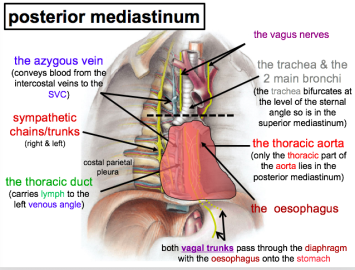 posterior mediastinum
the azygous vein
(conveys blood from the
intercostal veins to the
SVC)
sympathetic
chains/trunks
(right & left)
costal parietal
pleura
the thoracic duct
(carries lymph to the
left venous angle)
the vagus nerves
the trachea & the
2 main bronchi
(the trachea bifurcates at
the level of the sternal
angle so is in the
superior mediastinum)
the thoracic aorta
(only the thoracic part of
the aorta lies in the
posterior mediastinum)
the oesophagus
both vagal trunks pass through the diaphragm
with the oesophagus onto the stomach